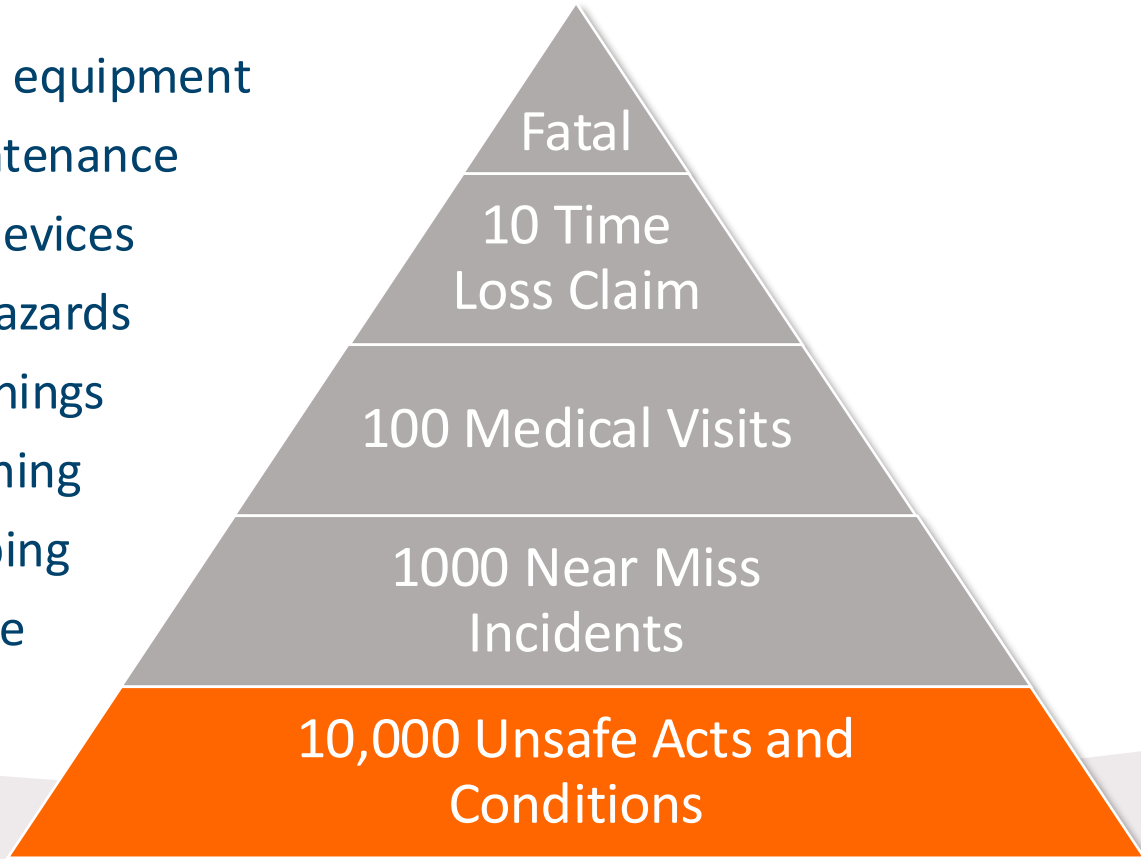 equipment
tenance
evices
azards
nings
ning
ing
e
Fatal
10 Time
Loss Claim
100 Medical Visits
1000 Near Miss
Incidents
10,000 Unsafe Acts and
Conditions